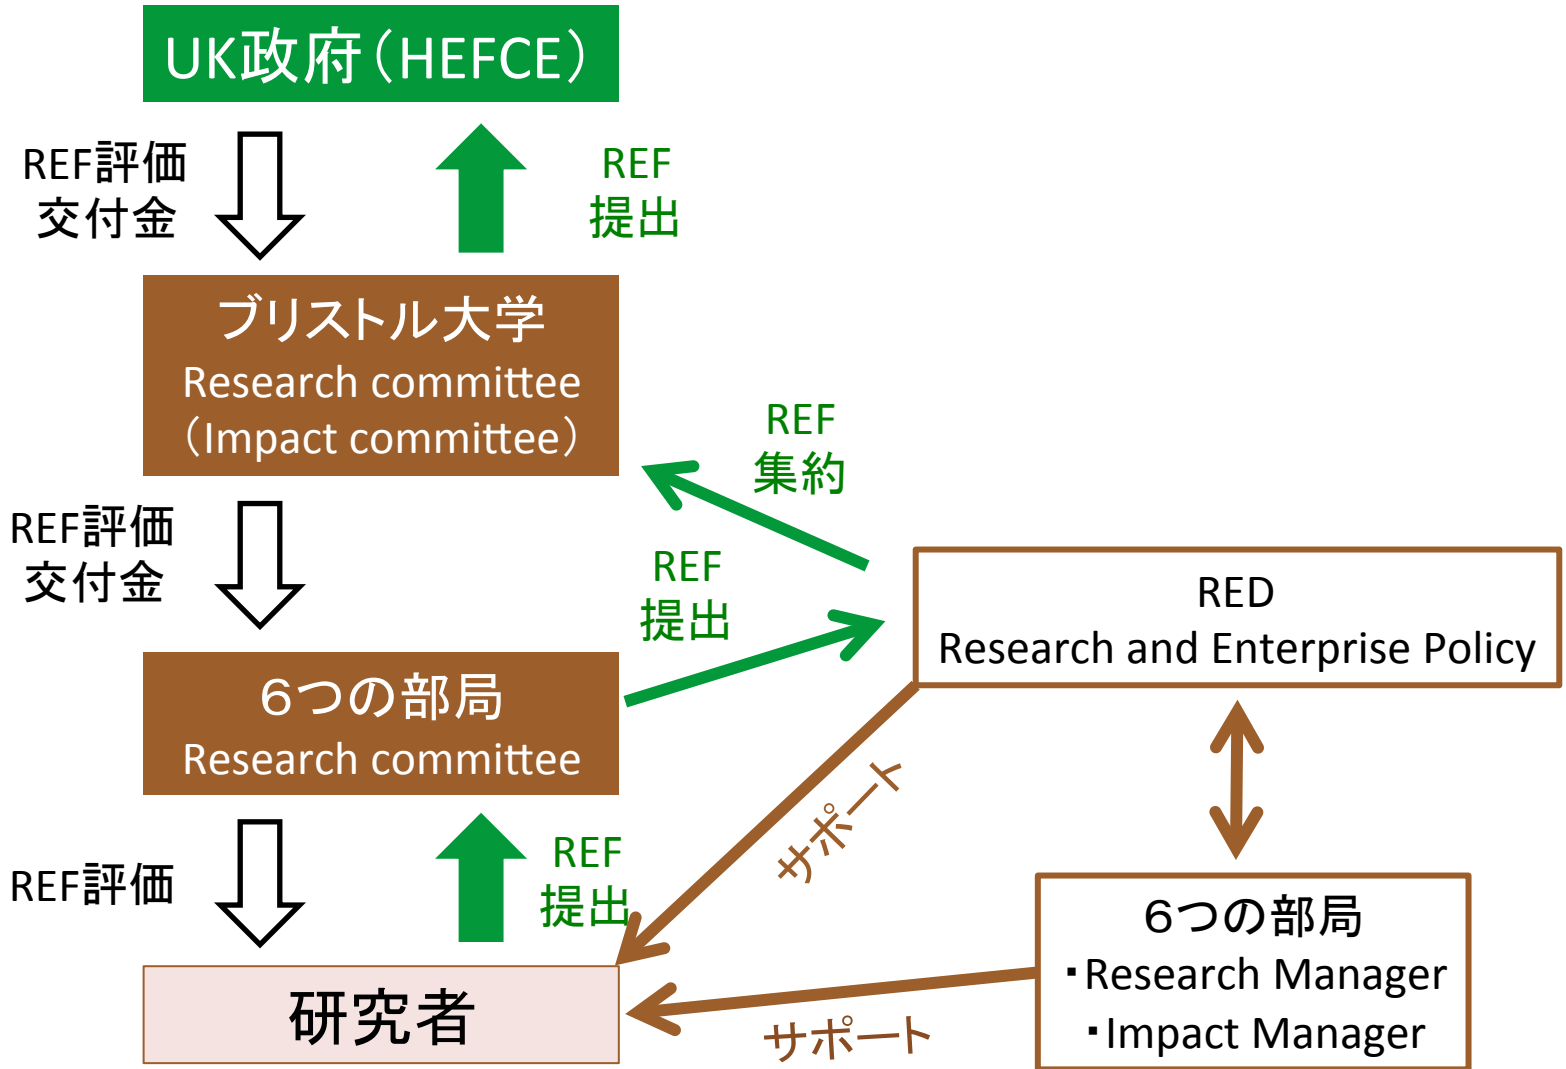 UK政府（HEFCE）
REF評価
交付金
REF
提出
ブリストル大学
Research committee
（Impact committee）
REF
集約
REF評価
交付金
REF
提出
RED
Research and Enterprise Policy
６つの部局
Research committee
サポート
REF評価
REF
提出
６つの部局
・Research Manager
・Impact Manager
研究者
サポート